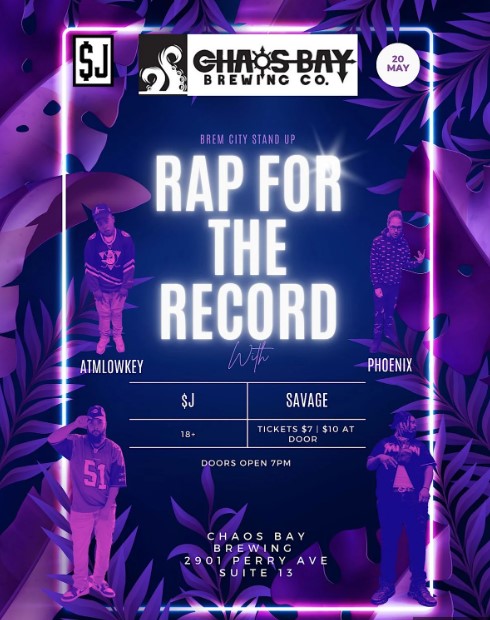 $J
CHAOS BAY
BREWING CO.
20
MAY
BREM CITY STAND UP
RAP FOR
THE
RECORD
With
ATMLOWKEY
PHOENIX
$J
SAVAGE
18+
TICKETS $7 | $10 AT
DOOR
DOORS OPEN 7PM
51
CHAOS BAY
BREWING
2901 PERRY AVE
SUITE 13